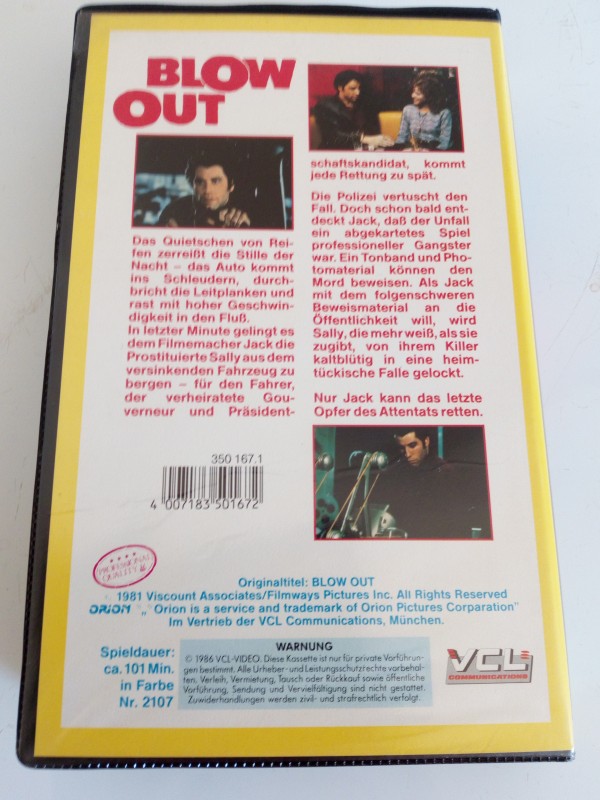 BLOW
OUT
Das Quietschen von Rei-
fen zerreißt die Stille der
Nacht – das Auto kommt
ins Schleudern, durch-
bricht die Leitplanken und
rast mit hoher Geschwin-
digkeit in den Fluß.
In letzter Minute gelingt es
dem Filmemacher Jack die
Prostituierte Sally aus dem
versinkenden Fahrzeug zu
bergen – für den Fahrer,
der verheiratete Gou-
verneur und Präsident-
schaftskandidat, kommt
jede Rettung zu spät.
Die Polizei vertuscht den
Fall. Doch schon bald ent-
deckt Jack, daß der Unfall
ein abgekartetes Spiel
professioneller Gangster
war. Ein Tonband und Pho-
tomaterial können den
Mord beweisen. Als Jack
mit dem folgenschweren
Beweismaterial an die
Öffentlichkeit will, wird
Sally, die mehr weiß, als sie
zugibt, von ihrem Killer
kaltblütig in eine heim-
tückische Falle gelockt.
Nur Jack kann das letzte
Opfer des Attentats retten.
350 167.1
4 007183 501672
PROFESSIONAL
QUALITY
Originaltitel: BLOW OUT
1981 Viscount Associates/Filmways Pictures Inc. All Rights Reserved
ORION „Orion is a service and trademark of Orion Pictures Corparation"
Im Vertrieb der VCL Communications, München.
Spieldauer:
ca. 101 Min.
in Farbe
Nr. 2107
WARNUNG
© 1986 VCL-VIDEO. Diese Kassette ist nur für private Vorführun-
gen bestimmt. Alle Urheber- und Leistungsschutzrechte vorbehal-
ten. Verleih, Vermietung, Tausch oder Rückkauf sowie öffentliche
Vorführung, Sendung und Vervielfältigung sind nicht gestattet.
Zuwiderhandlungen werden zivil- und strafrechtlich verfolgt.
VCL
COMMUNICATIONS